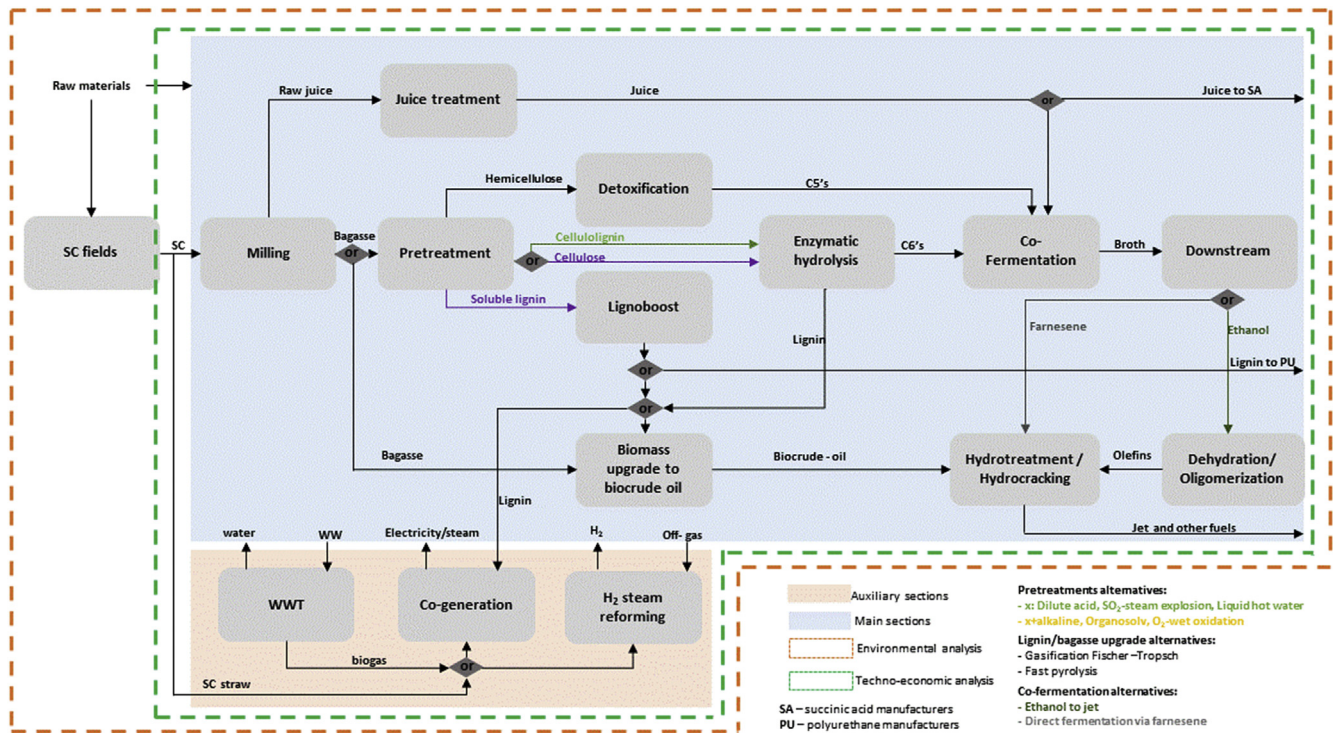 Raw materials
Raw juice
Juice treatment
Juice
or
Juice to SA
Hemicellulose
Detoxification
C5's
SC fields
SC
Milling
Bagasse
or
Pretreatment
Cellulolignin
or
Cellulose
Enzymatic
hydrolysis
C6's
Co-
Fermentation
Broth
Downstream
Soluble lignin
Lignoboost
or
Farnesene
Ethanol
Lignin
or
Lignin to PU
or
Bagasse
Biomass
upgrade to
biocrude oil
Biocrude - oil
Hydrotreatment /
Hydrocracking
Olefins
Dehydration/
Oligomerization
Lignin
Jet and other fuels
water
WW
Electricity/steam
H2
Off- gas
WWT
Co-generation
H2 steam
reforming
biogas
or
SC straw
Auxiliary sections
Main sections
Environmental analysis
Techno-economic analysis
SA – succinic acid manufacturers
PU – polyurethane manufacturers
Pretreatments alternatives:
- x: Dilute acid, SO2-steam explosion, Liquid hot water
- x+alkaline, Organosolv, O2-wet oxidation
Lignin/bagasse upgrade alternatives:
- Gasification Fischer –Tropsch
- Fast pyrolysis
Co-fermentation alternatives:
- Ethanol to jet
- Direct fermentation via farnesene